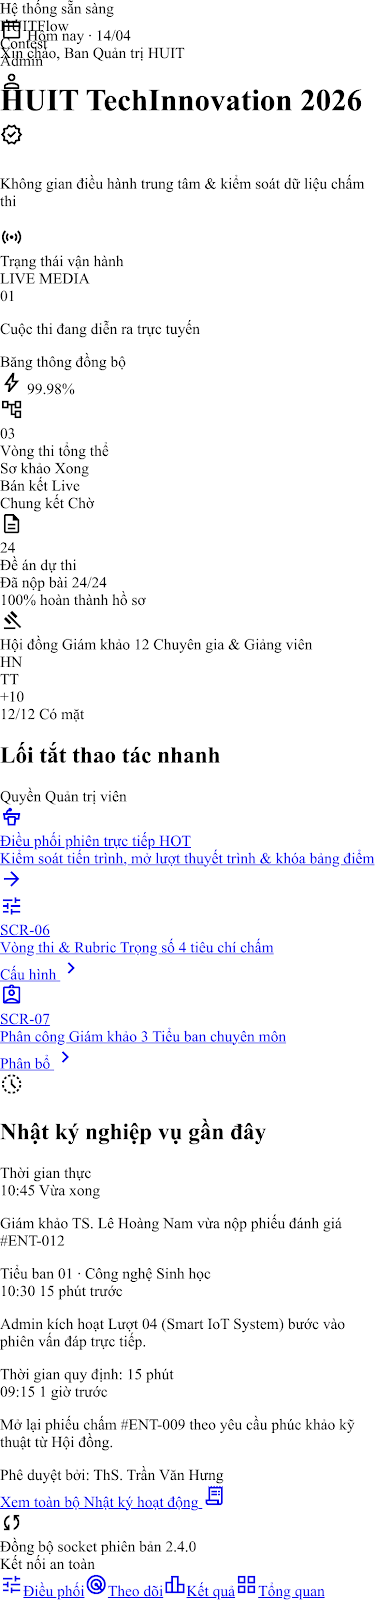 Hệ thống sẵn sàng
HUITFlow
Hôm nay · 14/04
Contest
Xin chào, Ban Quản trị HUIT
Admin
HUIT TechInnovation 2026
Không gian điều hành trung tâm & kiểm soát dữ liệu chấm
thi
Trạng thái vận hành
LIVE MEDIA
01
Cuộc thi đang diễn ra trực tuyến
Băng thông đồng bộ
99.98%
03
Vòng thi tổng thể
Sơ khảo Xong
Bán kết Live
Chung kết Chờ
24
Đề án dự thi
Đã nộp bài 24/24
100% hoàn thành hồ sơ
Hội đồng Giám khảo 12 Chuyên gia & Giảng viên
HN
TT
+10
12/12 Có mặt
Lối tắt thao tác nhanh
Quyền Quản trị viên
Điều phối phiên trực tiếp HOT
Kiểm soát tiến trình, mở lượt thuyết trình & khóa bảng điểm
SCR-06
Vòng thi & Rubric Trọng số 4 tiêu chí chấm
Cấu hình
SCR-07
Phân công Giám khảo 3 Tiểu ban chuyên môn
Phân bổ
Nhật ký nghiệp vụ gần đây
Thời gian thực
10:45 Vừa xong
Giám khảo TS. Lê Hoàng Nam vừa nộp phiếu đánh giá
#ENT-012
Tiểu ban 01 · Công nghệ Sinh học
10:30 15 phút trước
Admin kích hoạt Lượt 04 (Smart IoT System) bước vào
phiên vấn đáp trực tiếp.
Thời gian quy định: 15 phút
09:15 1 giờ trước
Mở lại phiếu chấm #ENT-009 theo yêu cầu phúc khảo kỹ
thuật từ Hội đồng.
Phê duyệt bởi: ThS. Trần Văn Hưng
Xem toàn bộ Nhật ký hoạt động
Đồng bộ socket phiên bản 2.4.0
Kết nối an toàn
Điều phối Theo dõi Kết quả Tổng quan